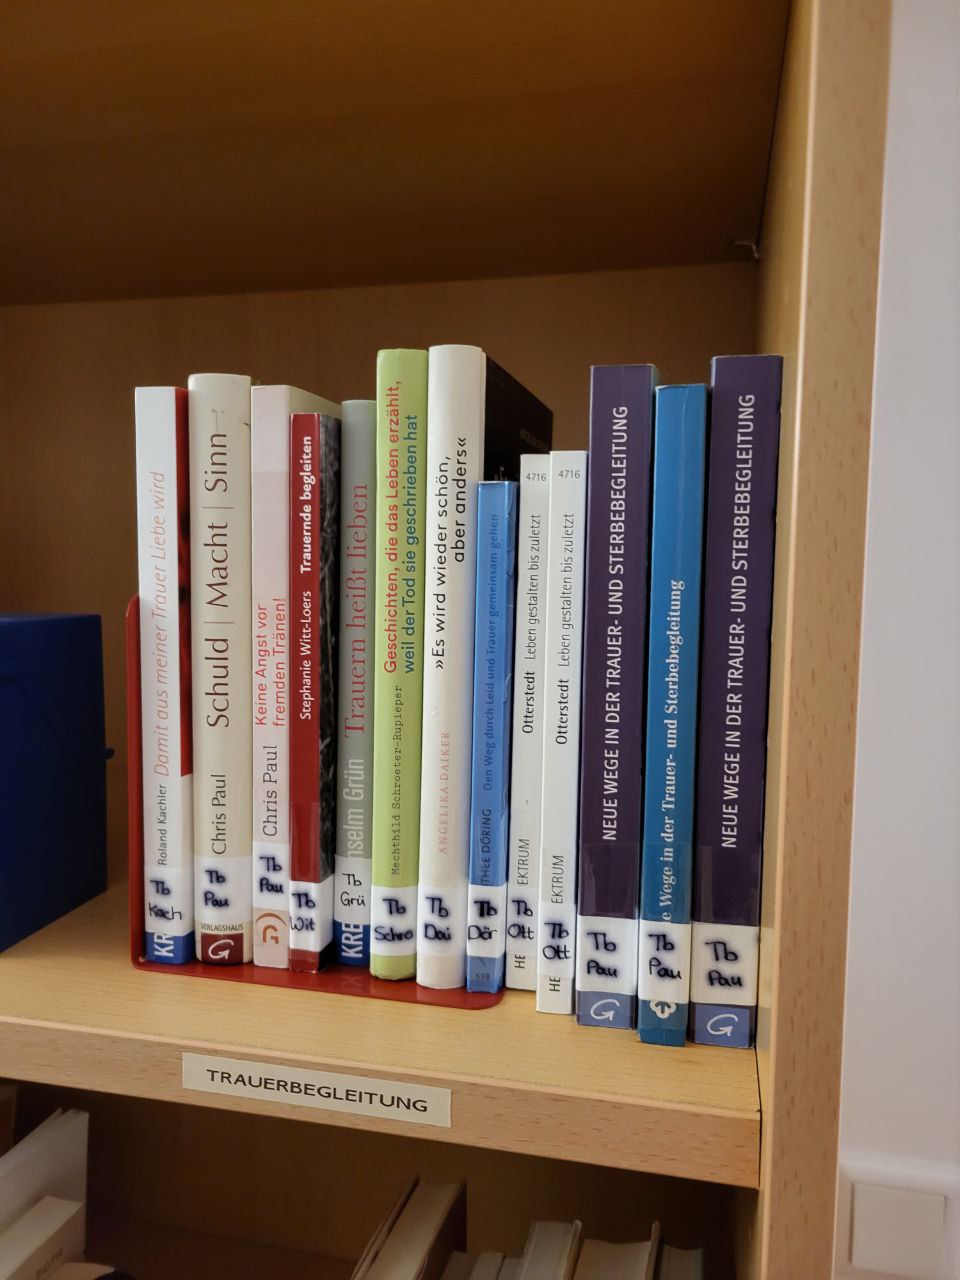 Roland Kachler Damit aus meiner Trauer Liebe wird
Tb
Kach
KR
Chris Paul Schuld | Macht | Sinn
Tb
Pau
VERLAGSHAUS
Chris Paul
Keine Angst vor
fremden Tränen!
Tb
Pau
Stephanie Witt-Loers Trauernde begleiten
Tb
Wit
nselm Grün Trauern heißt lieben
Tb
Grü
KRE
Mechthild Schroeter-Rupieper
Geschichten, die das Leben erzählt,
weil der Tod sie geschrieben hat
Tb
Schro
ANGELIKA DAIKER
»Es wird wieder schön,
aber anders«
Tb
Dai
THEE DÖRING Den Weg durch Leid und Trauer gemeinsam gehen
Tb
Dör
4716
Otterstedt Leben gestalten bis zuletzt
EKTRUM
Tb
Ott
HE
4716
Otterstedt Leben gestalten bis zuletzt
EKTRUM
Tb
Ott
HE
NEUE WEGE IN DER TRAUER- UND STERBEBEGLEITUNG
Tb
Pau
e Wege in der Trauer- und Sterbebegleitung
Tb
Pau
NEUE WEGE IN DER TRAUER- UND STERBEBEGLEITUNG
Tb
Pau
TRAUERBEGLEITUNG